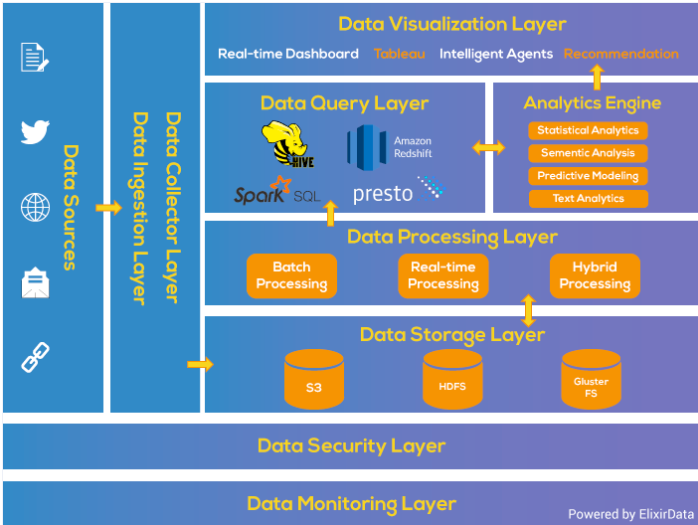 Data Visualization Layer
Real-time Dashboard Tableau Intelligent Agents Recommendation
Data Sources
Data Ingestion Layer
Data Collector Layer
Data Query Layer
HIVE
Amazon
Redshift
Spark SQL
presto
Analytics Engine
Statistical Analytics
Sementic Analysis
Predictive Modeling
Text Analytics
Data Processing Layer
Batch
Processing
Real-time
Processing
Hybrid
Processing
Data Storage Layer
S3
HDFS
Gluster
FS
Data Security Layer
Data Monitoring Layer
Powered by ElixirData